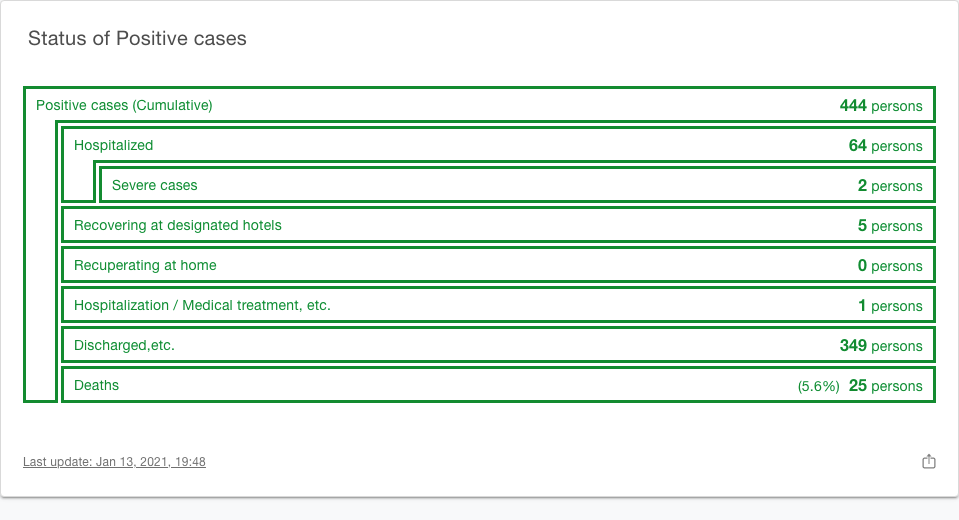 Status of Positive cases
Positive cases (Cumulative) 444 persons
Hospitalized 64 persons
Severe cases 2 persons
Recovering at designated hotels 5 persons
Recuperating at home 0 persons
Hospitalization / Medical treatment, etc. 1 persons
Discharged,etc. 349 persons
Deaths (5.6%) 25 persons
Last update: Jan 13, 2021, 19:48